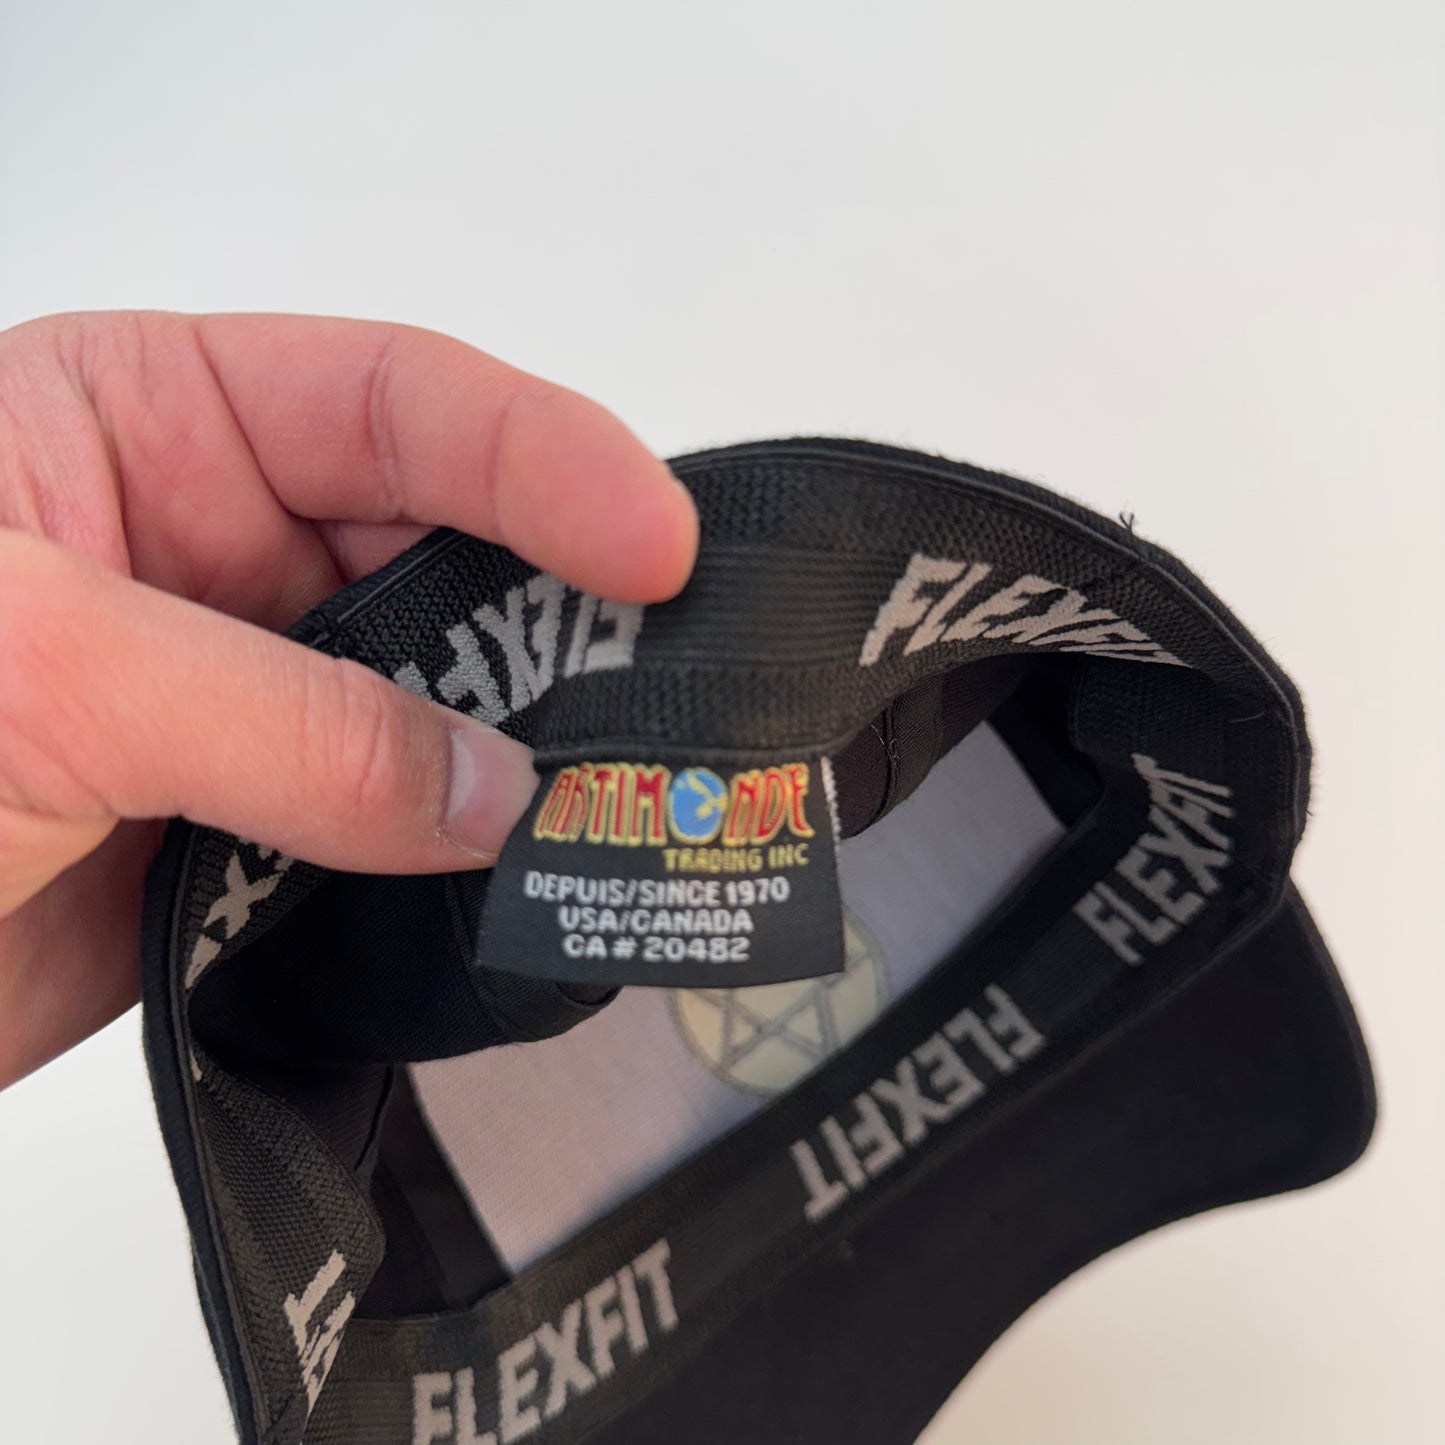 FLEXFIT
FLEXFIT
ARTIMONDE
TRADING INC
DEPUIS/SINCE 1970
USA/CANADA
CA # 20482
FLEXFIT
FLEXFIT
FLEXFIT